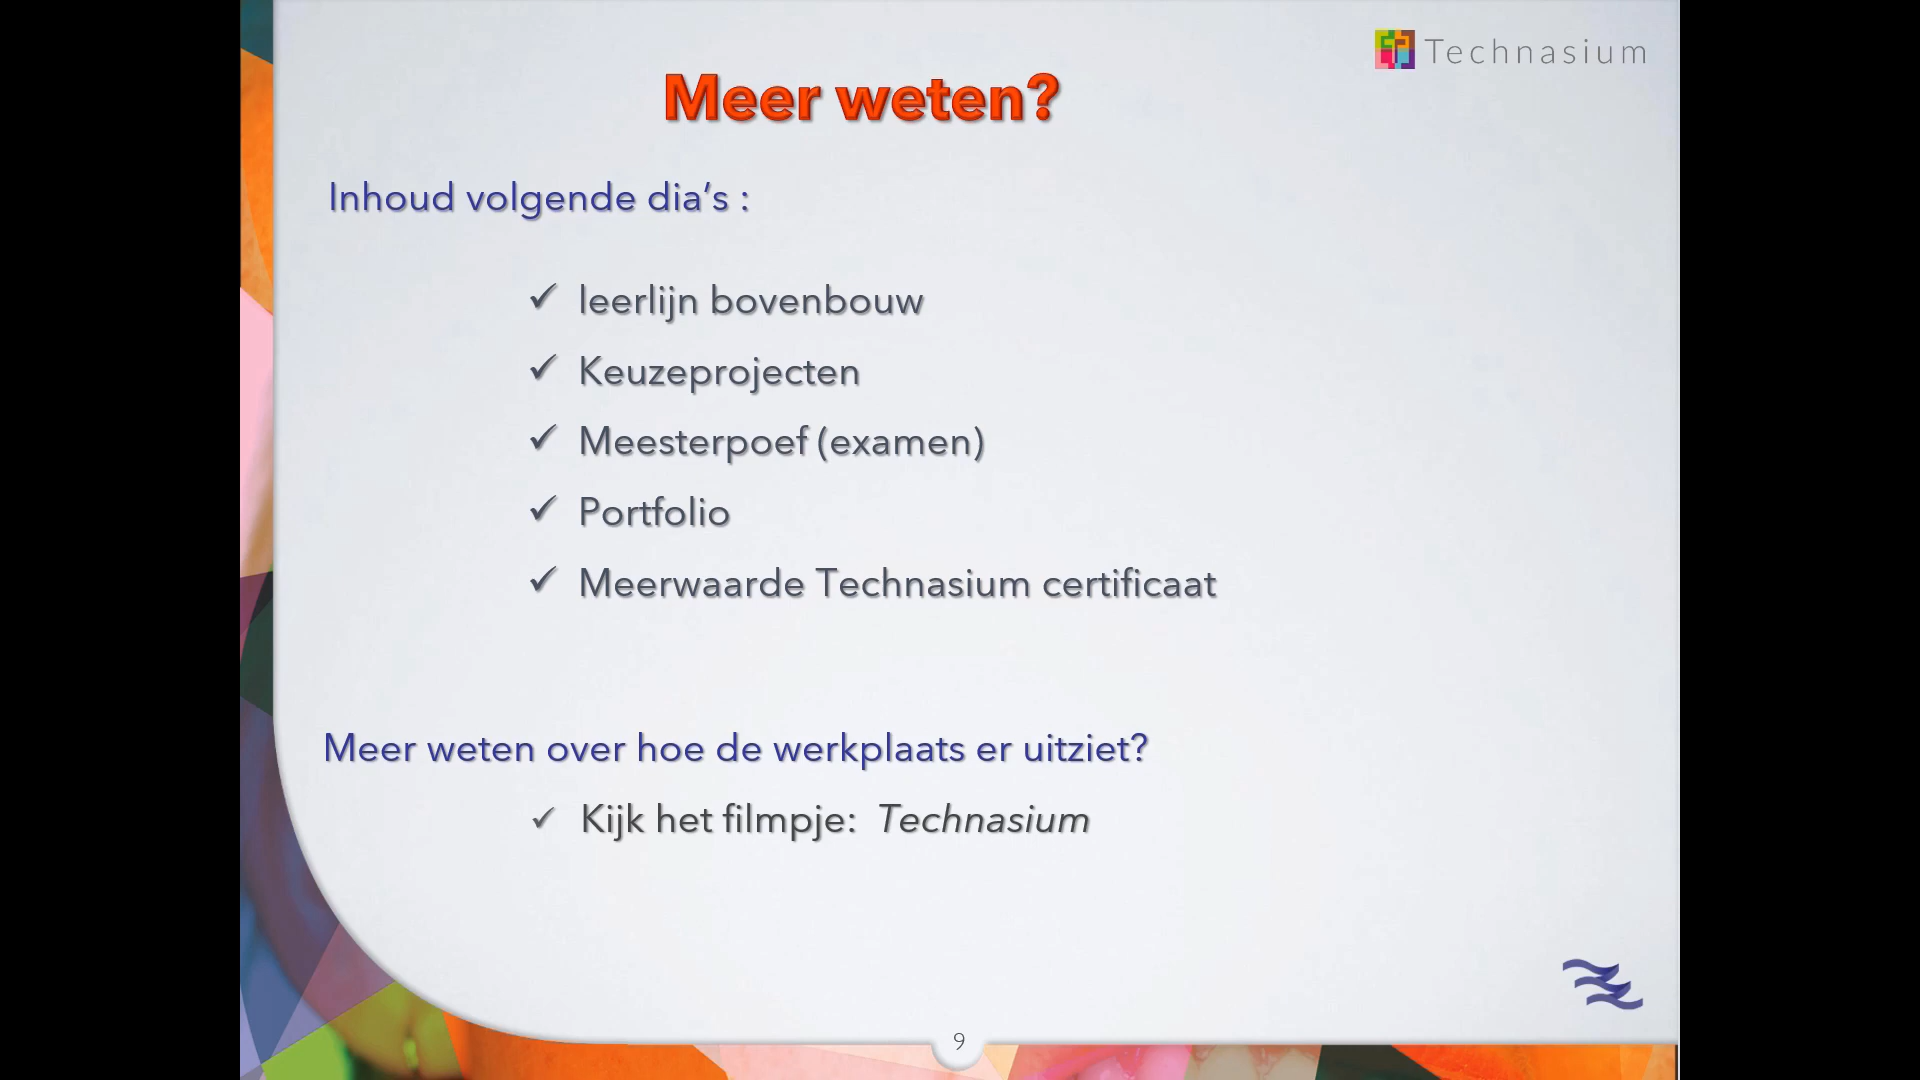 Technasium
Meer weten?
Inhoud volgende dia’s :
✓ leerlijn bovenbouw
✓ Keuzeprojecten
✓ Meesterpoef (examen)
✓ Portfolio
✓ Meerwaarde Technasium certificaat
Meer weten over hoe de werkplaats er uitziet?
✓ Kijk het filmpje: Technasium
9